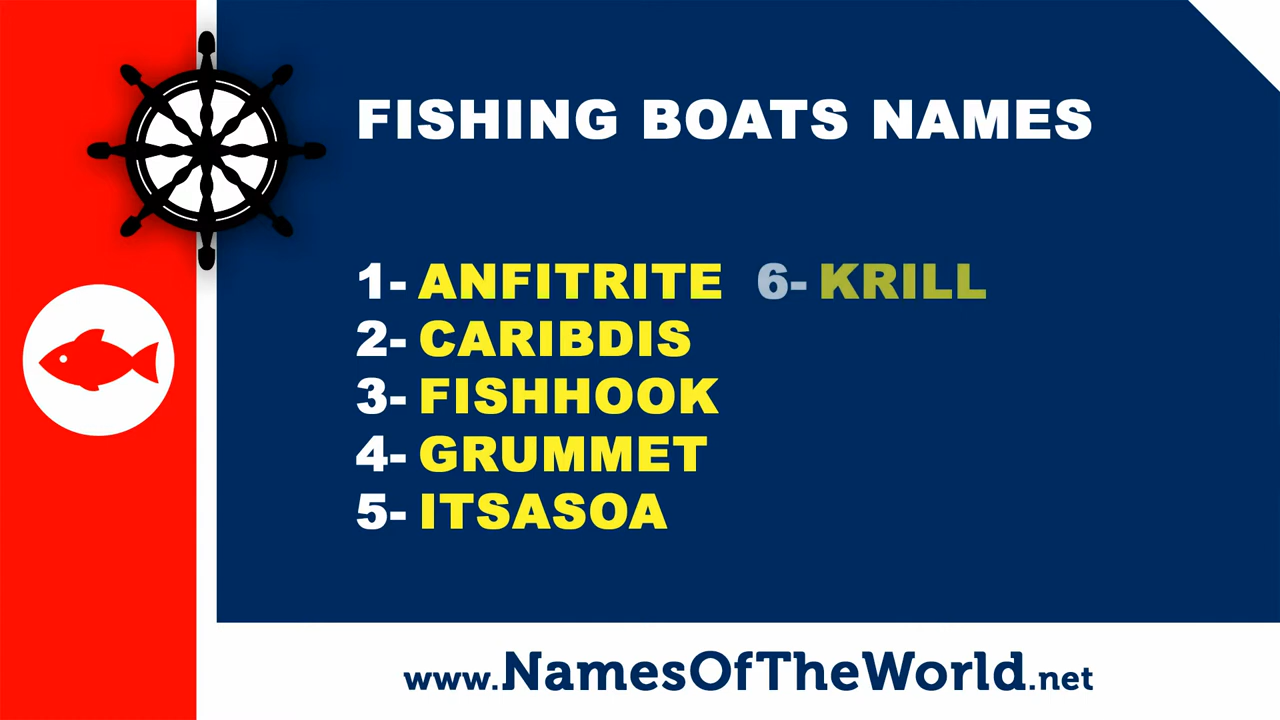 FISHING BOATS NAMES
1- ANFITRITE
2- CARIBDIS
3- FISHHOOK
4- GRUMMET
5- ITSASOA
6- KRILL
www.NamesOfTheWorld.net